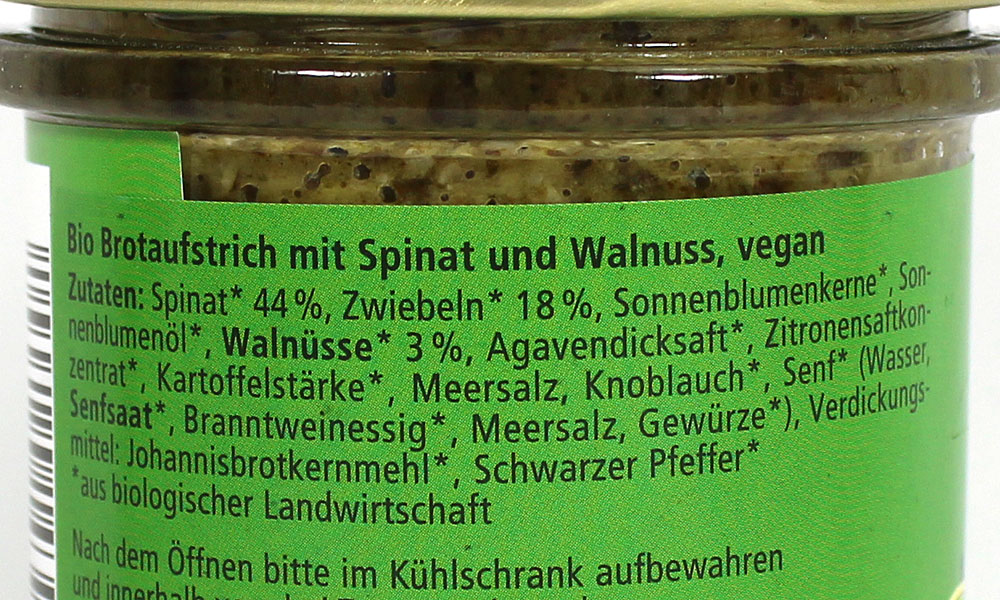 Bio Brotaufstrich mit Spinat und Walnuss, vegan
Zutaten: Spinat* 44%, Zwiebeln* 18%, Sonnenblumenkerne*, Son-
nenblumenöl*, Walnüsse* 3%, Agavendicksaft*, Zitronensaftkon-
zentrat*, Kartoffelstärke*, Meersalz, Knoblauch*, Senf* (Wasser,
Senfsaat*, Branntweinessig*, Meersalz, Gewürze*), Verdickungs-
mittel: Johannisbrotkernmehl*, Schwarzer Pfeffer*
*aus biologischer Landwirtschaft
Nach dem Öffnen bitte im Kühlschrank aufbewahren
und innerhalb